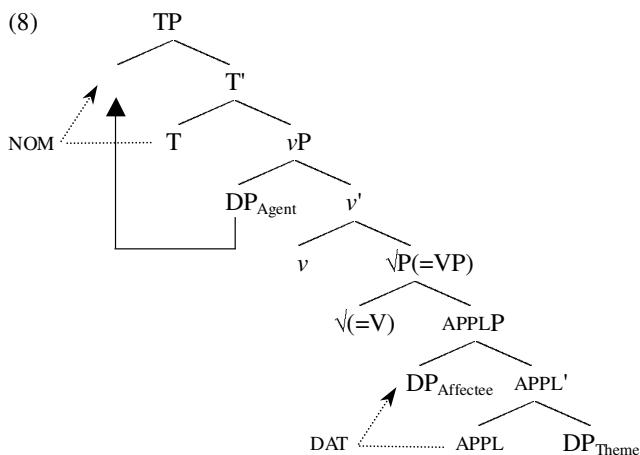 (8) TP
T'
NOM T vP
DP_Agent v'
v √P(=VP)
√(=V) APPLP
DP_Affectee APPL'
DAT APPL DP_Theme